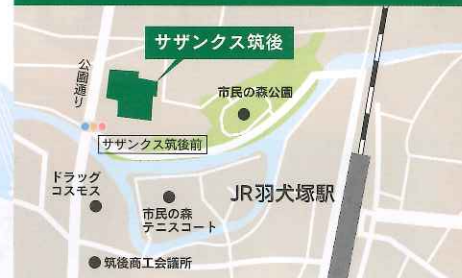 サザンクス筑後
公園通り
市民の森公園
サザンクス筑後前
ドラッグ
コスモス
市民の森
テニスコート
JR羽犬塚駅
筑後商工会議所